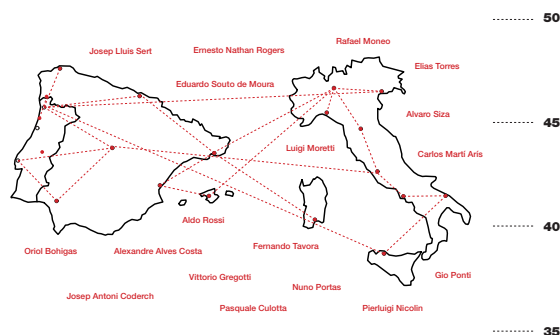 50
Rafael Moneo
Josep Lluis Sert
Ernesto Nathan Rogers
Elias Torres
Eduardo Souto de Moura
Alvaro Siza
45
Luigi Moretti
Carlos Marti Aris
Aldo Rossi
40
Oriol Bohigas
Alexandre Alves Costa
Fernando Tavora
Vittorio Gregotti
Gio Ponti
Nuno Portas
Josep Antoni Coderch
Pasquale Culotta
Pierluigi Nicolin
35